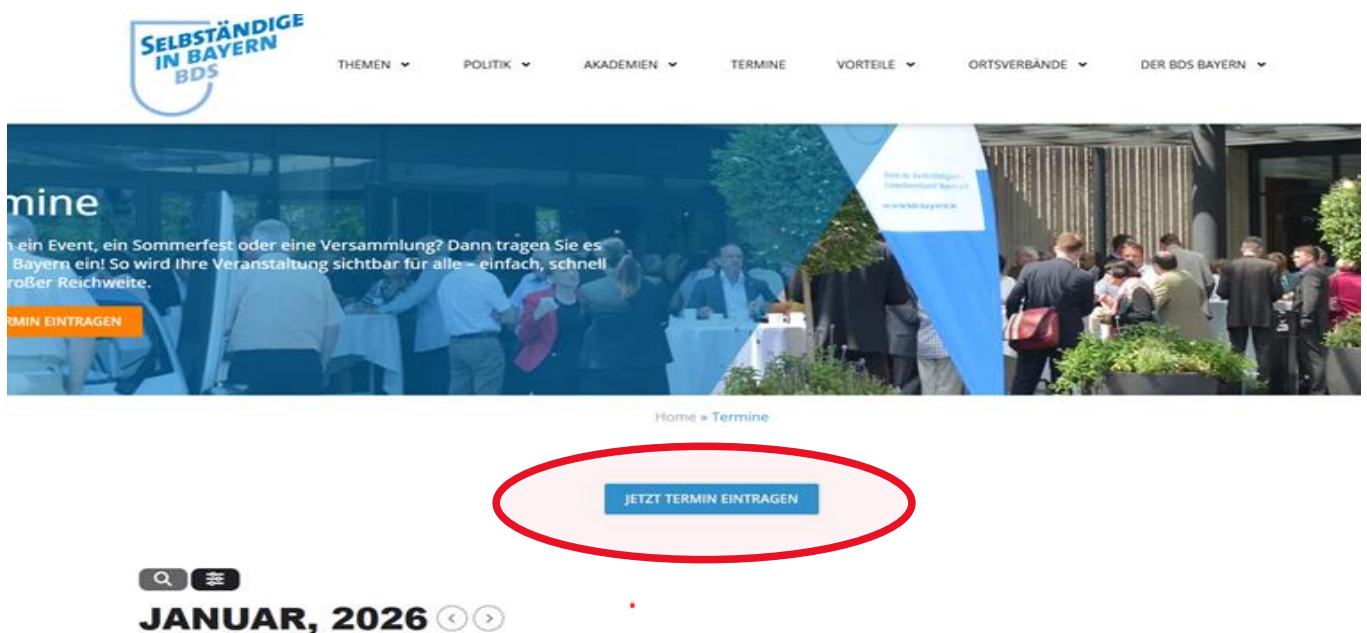 SELBSTÄNDIGE
IN BAYERN
BDS
THEMEN
POLITIK
AKADEMIEN
TERMINE
VORTEILE
ORTSVERBÄNDE
DER BDS BAYERN
mine
ein Event, ein Sommerfest oder eine Versammlung? Dann tragen Sie es
Bayern ein! So wird Ihre Veranstaltung sichtbar für alle – einfach, schnell
roßer Reichweite.
RMIN EINTRAGEN
Home » Termine
JETZT TERMIN EINTRAGEN
JANUAR, 2026